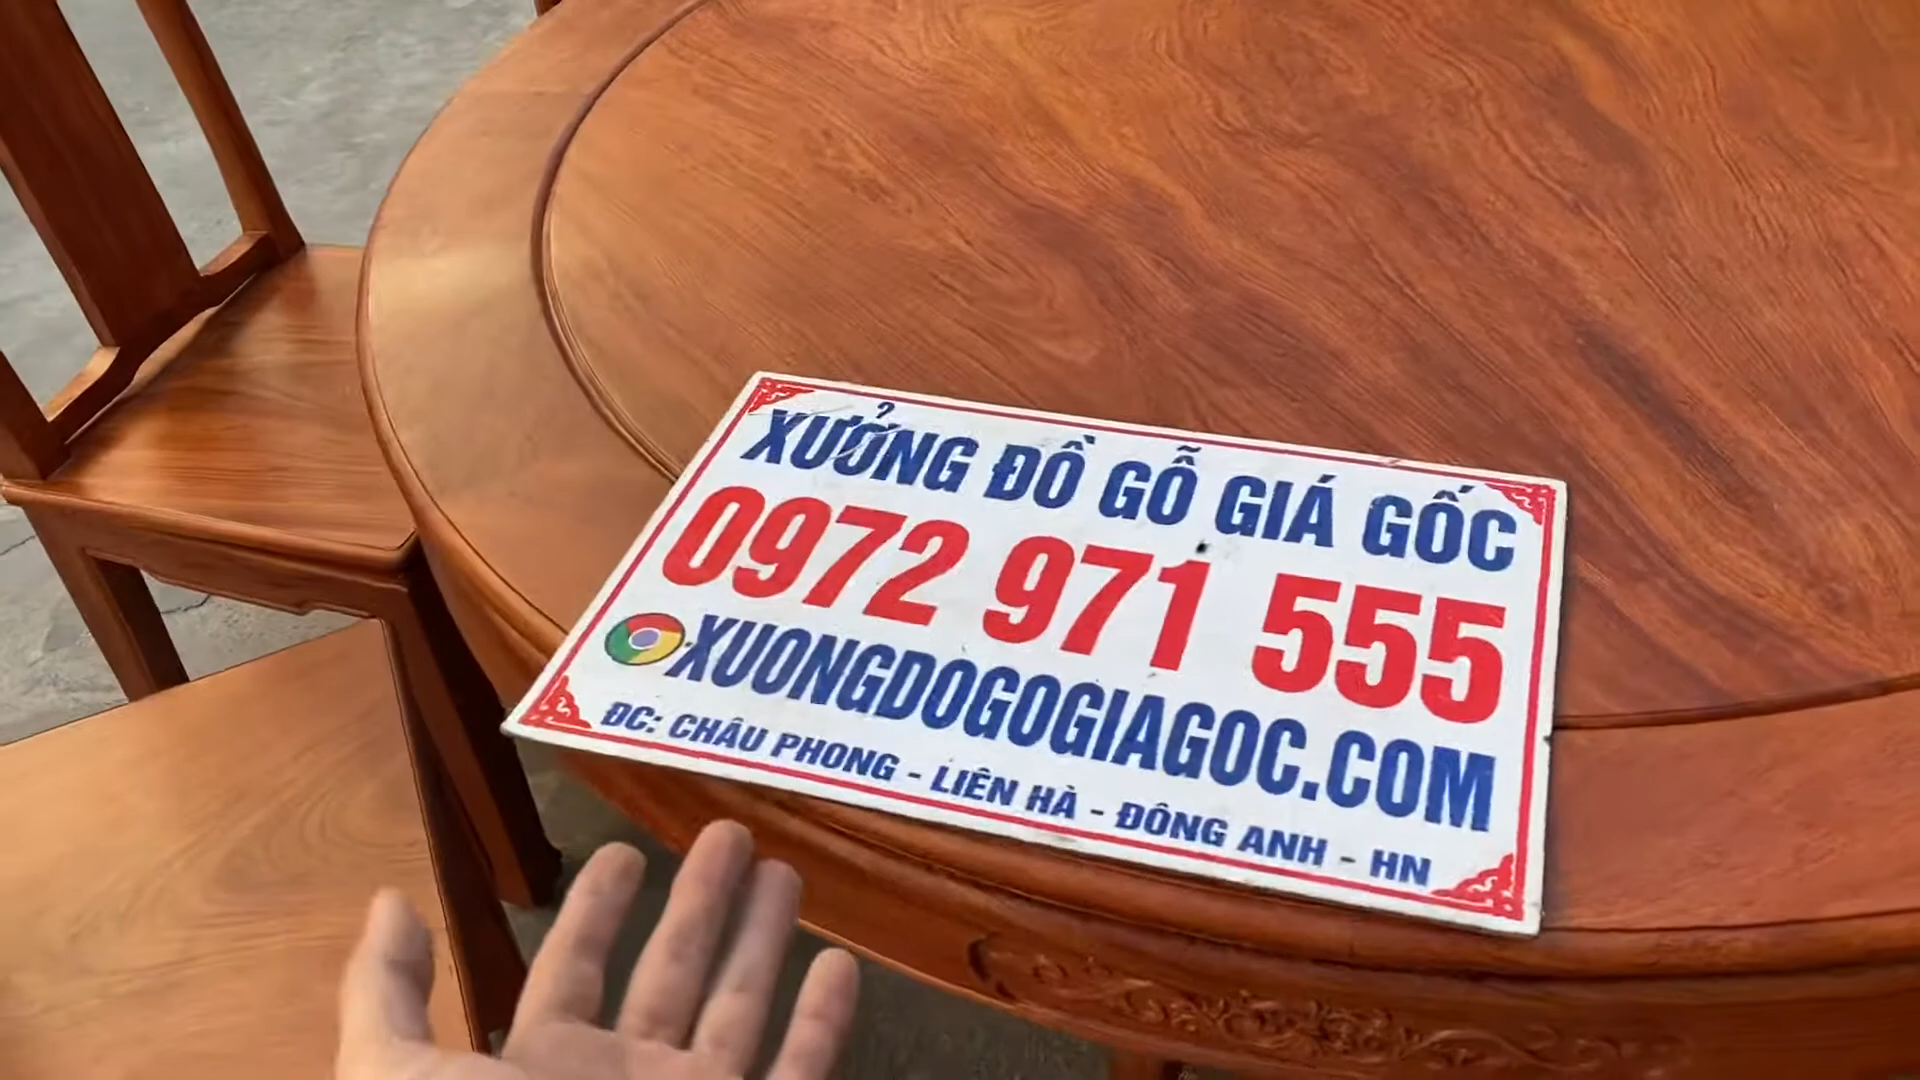 XƯỞNG ĐỒ GỖ GIÁ GỐC
0972 971 555
XUONGDOGOGIAGOC.COM
ĐC: CHÂU PHONG - LIÊN HÀ - ĐÔNG ANH - HN